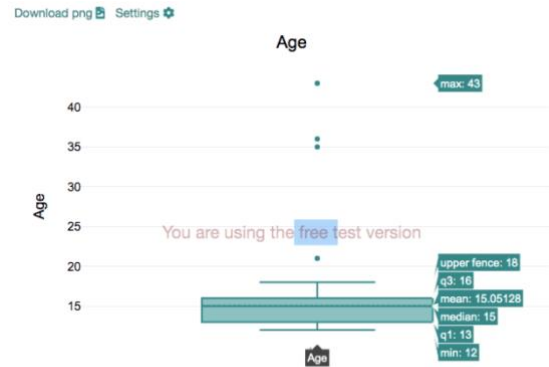 Download png Settings
Age
max: 43
40
35
30
Age
25
You are using the free test version
20
upper fence: 18
q3: 16
mean: 15.05128
15
median: 15
q1: 13
min: 12
Age